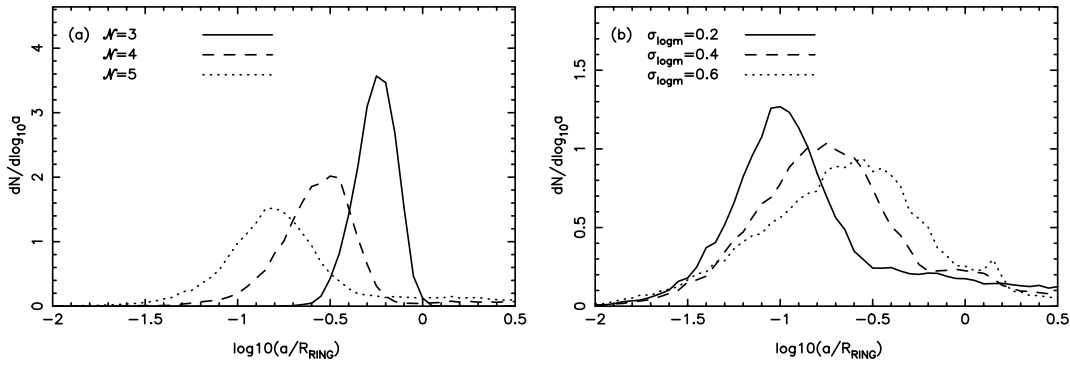 (a) 𝒩=3
𝒩=4
𝒩=5
dN/dlog10a
0 1 2 3 4
−2 −1.5 −1 −0.5 0 0.5
log10(a/RRING)
(b) σlogm=0.2
σlogm=0.4
σlogm=0.6
dN/dlog10a
0 0.5 1 1.5
−2 −1.5 −1 −0.5 0 0.5
log10(a/RRING)